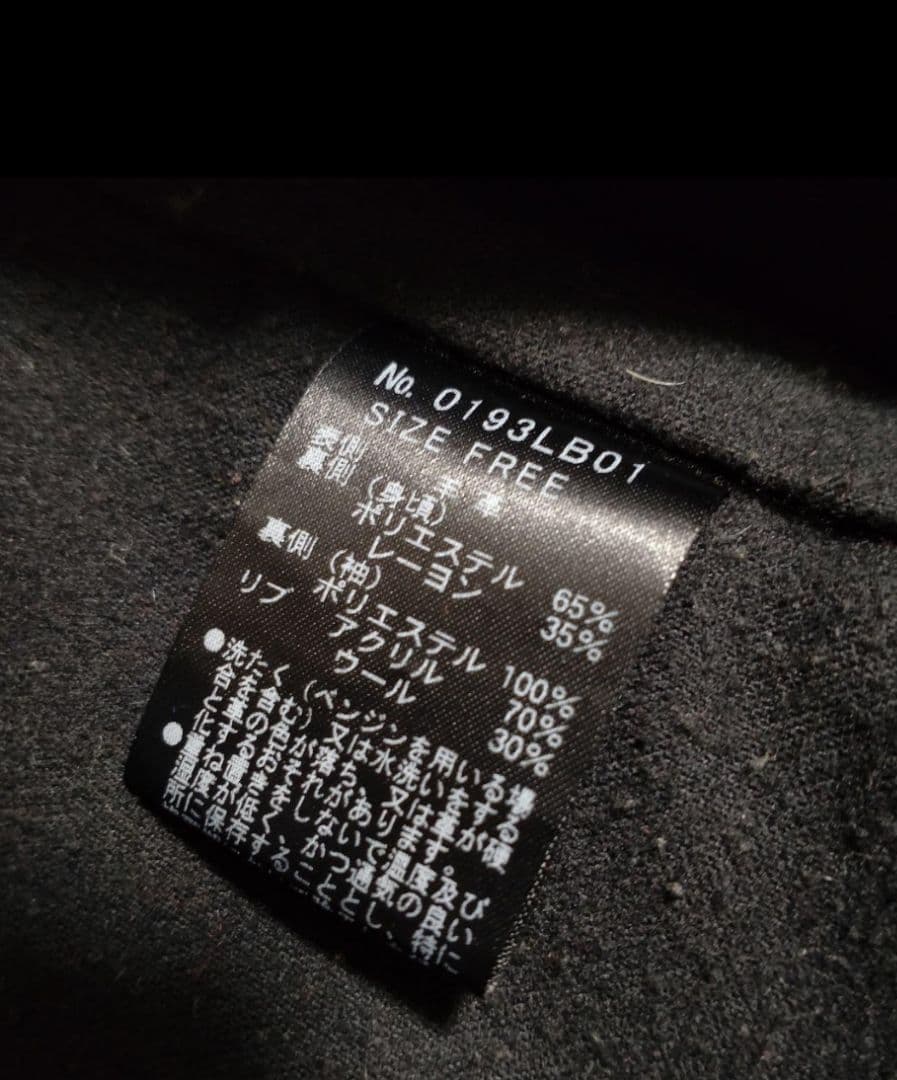 No. 0193LB01
SIZE FREE
表側 羊革
裏側 (身頃)
ポリエステル 65%
レーヨン 35%
裏側 (袖)
ポリエステル 100%
リブ アクリル 70%
ウール 30%
●洗たく(ベンジンを用いる場
合を含む)又は水洗いをする
と革の色が落ち、又は革が硬
化するおそれがあります。
●重ねおきをしないで温度及び
湿度が低く、かつ通気の良い
所に保存すること